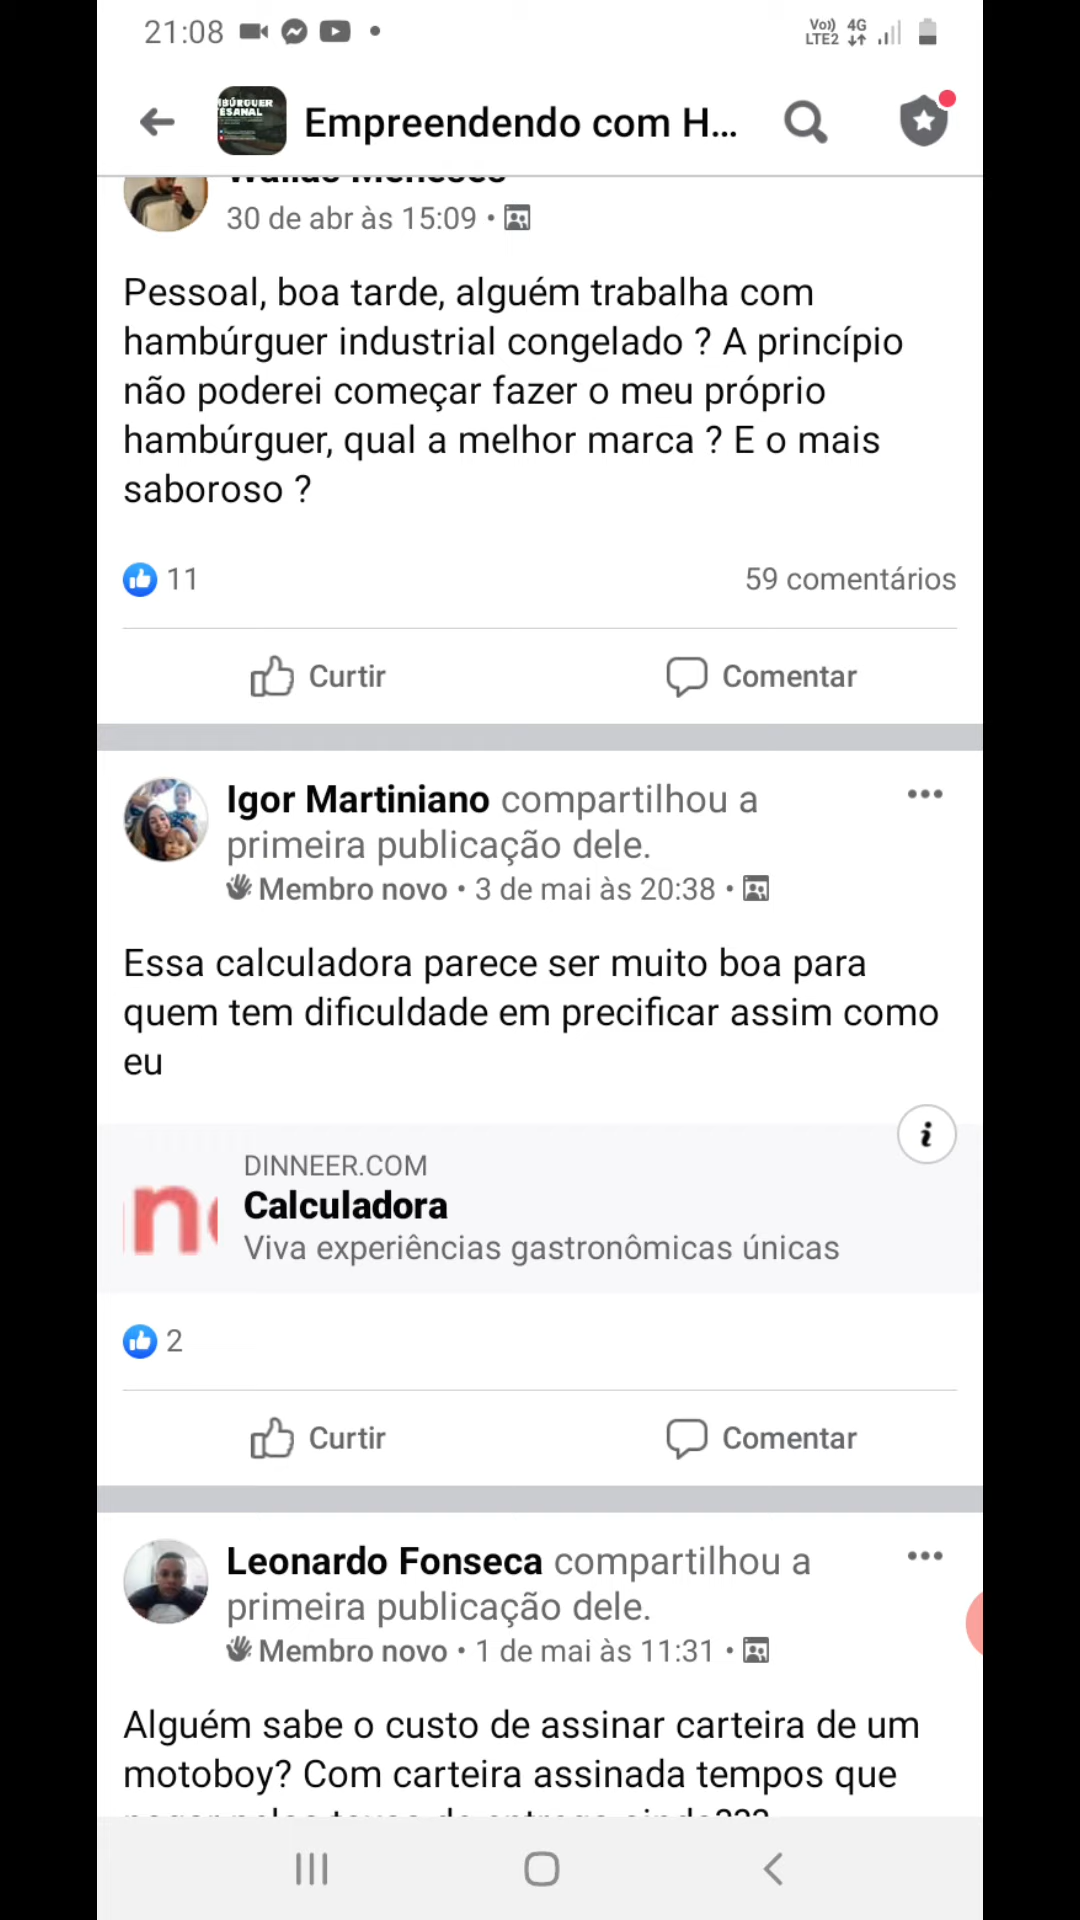 21:08
Vo)) 4G
LTE2
BÚRGUER
ESANAL
Empreendendo com H...
30 de abr às 15:09 •
Pessoal, boa tarde, alguém trabalha com
hambúrguer industrial congelado ? A princípio
não poderei começar fazer o meu próprio
hambúrguer, qual a melhor marca ? E o mais
saboroso ?
11 59 comentários
Curtir Comentar
Igor Martiniano compartilhou a
primeira publicação dele.
Membro novo • 3 de mai às 20:38 •
Essa calculadora parece ser muito boa para
quem tem dificuldade em precificar assim como
eu
DINNEER.COM
Calculadora
Viva experiências gastronômicas únicas
2
Curtir Comentar
Leonardo Fonseca compartilhou a
primeira publicação dele.
Membro novo • 1 de mai às 11:31 •
Alguém sabe o custo de assinar carteira de um
motoboy? Com carteira assinada tempos que